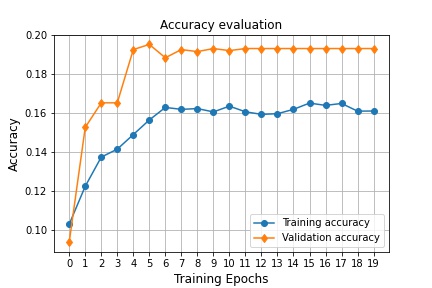 Accuracy evaluation
0.20
0.18
0.16
0.14
0.12
0.10
Accuracy
0 1 2 3 4 5 6 7 8 9 10 11 12 13 14 15 16 17 18 19
Training Epochs
Training accuracy
Validation accuracy